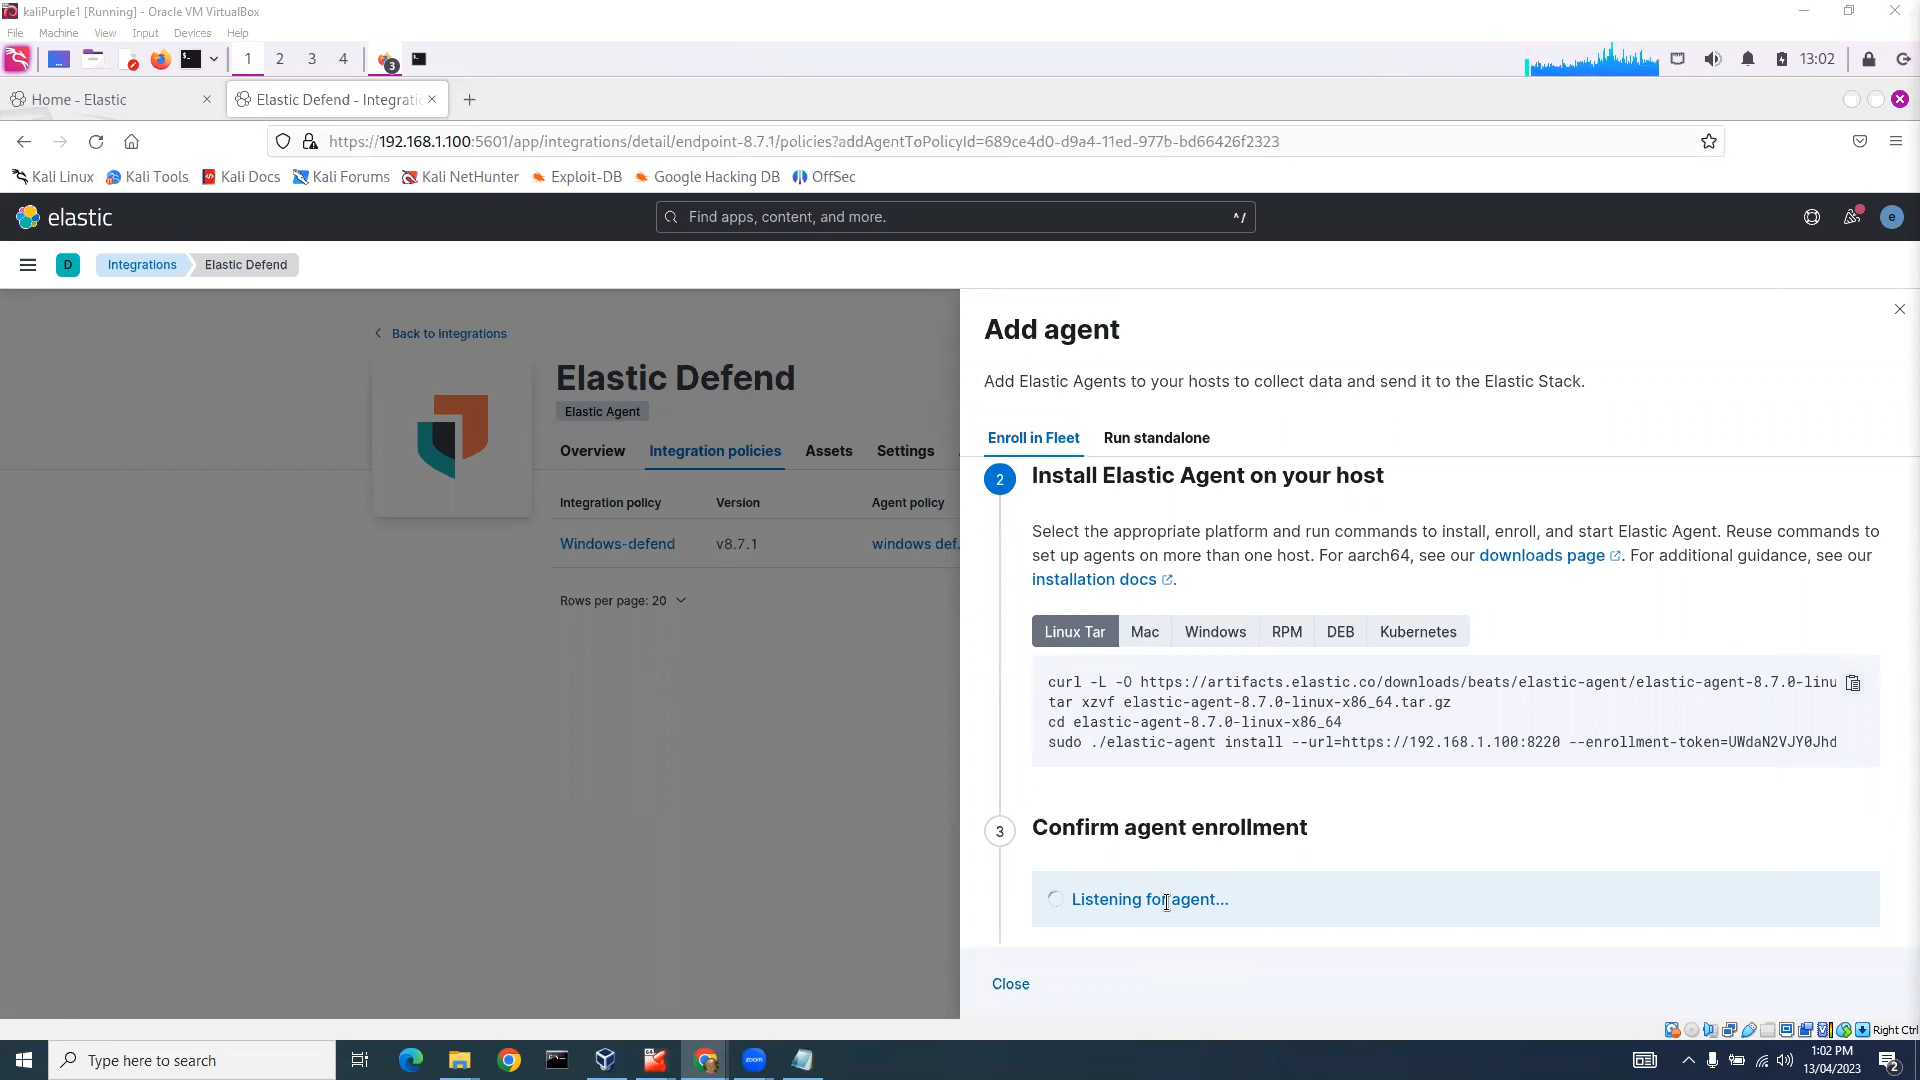 kaliPurple1 [Running] - Oracle VM VirtualBox
File Machine View Input Devices Help
1 2 3 4 3 13:02
Home - Elastic Elastic Defend - Integrati
https://192.168.1.100:5601/app/integrations/detail/endpoint-8.7.1/policies?addAgentToPolicyId=689ce4d0-d9a4-11ed-977b-bd66426f2323
Kali Linux Kali Tools Kali Docs Kali Forums Kali NetHunter Exploit-DB Google Hacking DB OffSec
elastic Find apps, content, and more. ^/ e
D Integrations Elastic Defend
Back to integrations
Elastic Defend
Elastic Agent
Overview Integration policies Assets Settings
Integration policy Version Agent policy
Windows-defend v8.7.1 windows def.
Rows per page: 20
Add agent
Add Elastic Agents to your hosts to collect data and send it to the Elastic Stack.
Enroll in Fleet Run standalone
2 Install Elastic Agent on your host
Select the appropriate platform and run commands to install, enroll, and start Elastic Agent. Reuse commands to
set up agents on more than one host. For aarch64, see our downloads page. For additional guidance, see our
installation docs.
Linux Tar Mac Windows RPM DEB Kubernetes
curl -L -O https://artifacts.elastic.co/downloads/beats/elastic-agent/elastic-agent-8.7.0-linu
tar xzvf elastic-agent-8.7.0-linux-x86_64.tar.gz
cd elastic-agent-8.7.0-linux-x86_64
sudo ./elastic-agent install --url=https://192.168.1.100:8220 --enrollment-token=UWdaN2VJY0Jhd
3 Confirm agent enrollment
Listening for agent...
Close
Right Ctrl
Type here to search
zoom
1:02 PM
13/04/2023
2